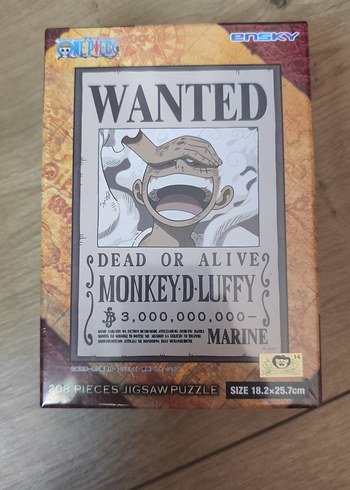 ONE PIECE
ensky
WANTED
DEAD OR ALIVE
MONKEY·D·LUFFY
3,000,000,000-
MARINE
14
208 PIECES JIGSAW PUZZLE
SIZE 18.2×25.7cm